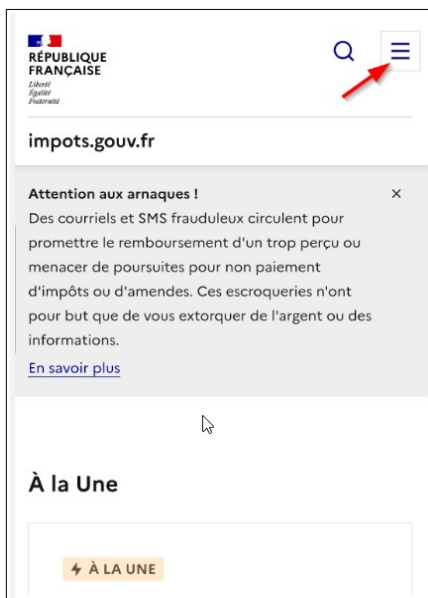 RÉPUBLIQUE
FRANÇAISE
Liberté
Égalité
Fraternité
impots.gouv.fr
Attention aux arnaques !
Des courriels et SMS frauduleux circulent pour
promettre le remboursement d'un trop perçu ou
menacer de poursuites pour non paiement
d'impôts ou d'amendes. Ces escroqueries n'ont
pour but que de vous extorquer de l'argent ou des
informations.
En savoir plus
À la Une
À LA UNE